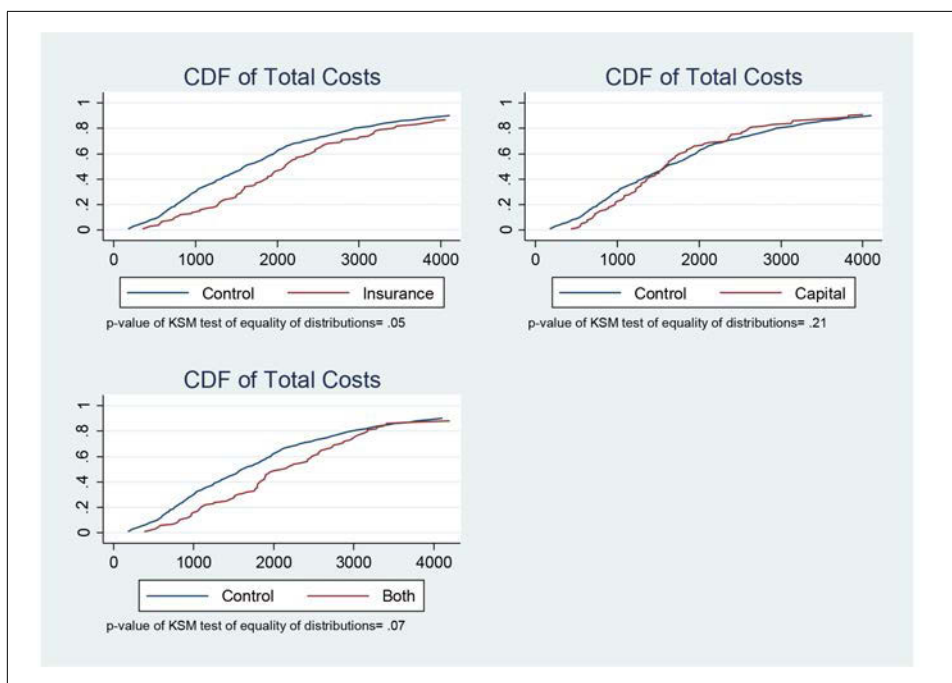 CDF of Total Costs
0 .2 .4 .6 .8 1
0 1000 2000 3000 4000
Control Insurance
p-value of KSM test of equality of distributions= .05
CDF of Total Costs
0 .2 .4 .6 .8 1
0 1000 2000 3000 4000
Control Capital
p-value of KSM test of equality of distributions= .21
CDF of Total Costs
0 .2 .4 .6 .8 1
0 1000 2000 3000 4000
Control Both
p-value of KSM test of equality of distributions= .07